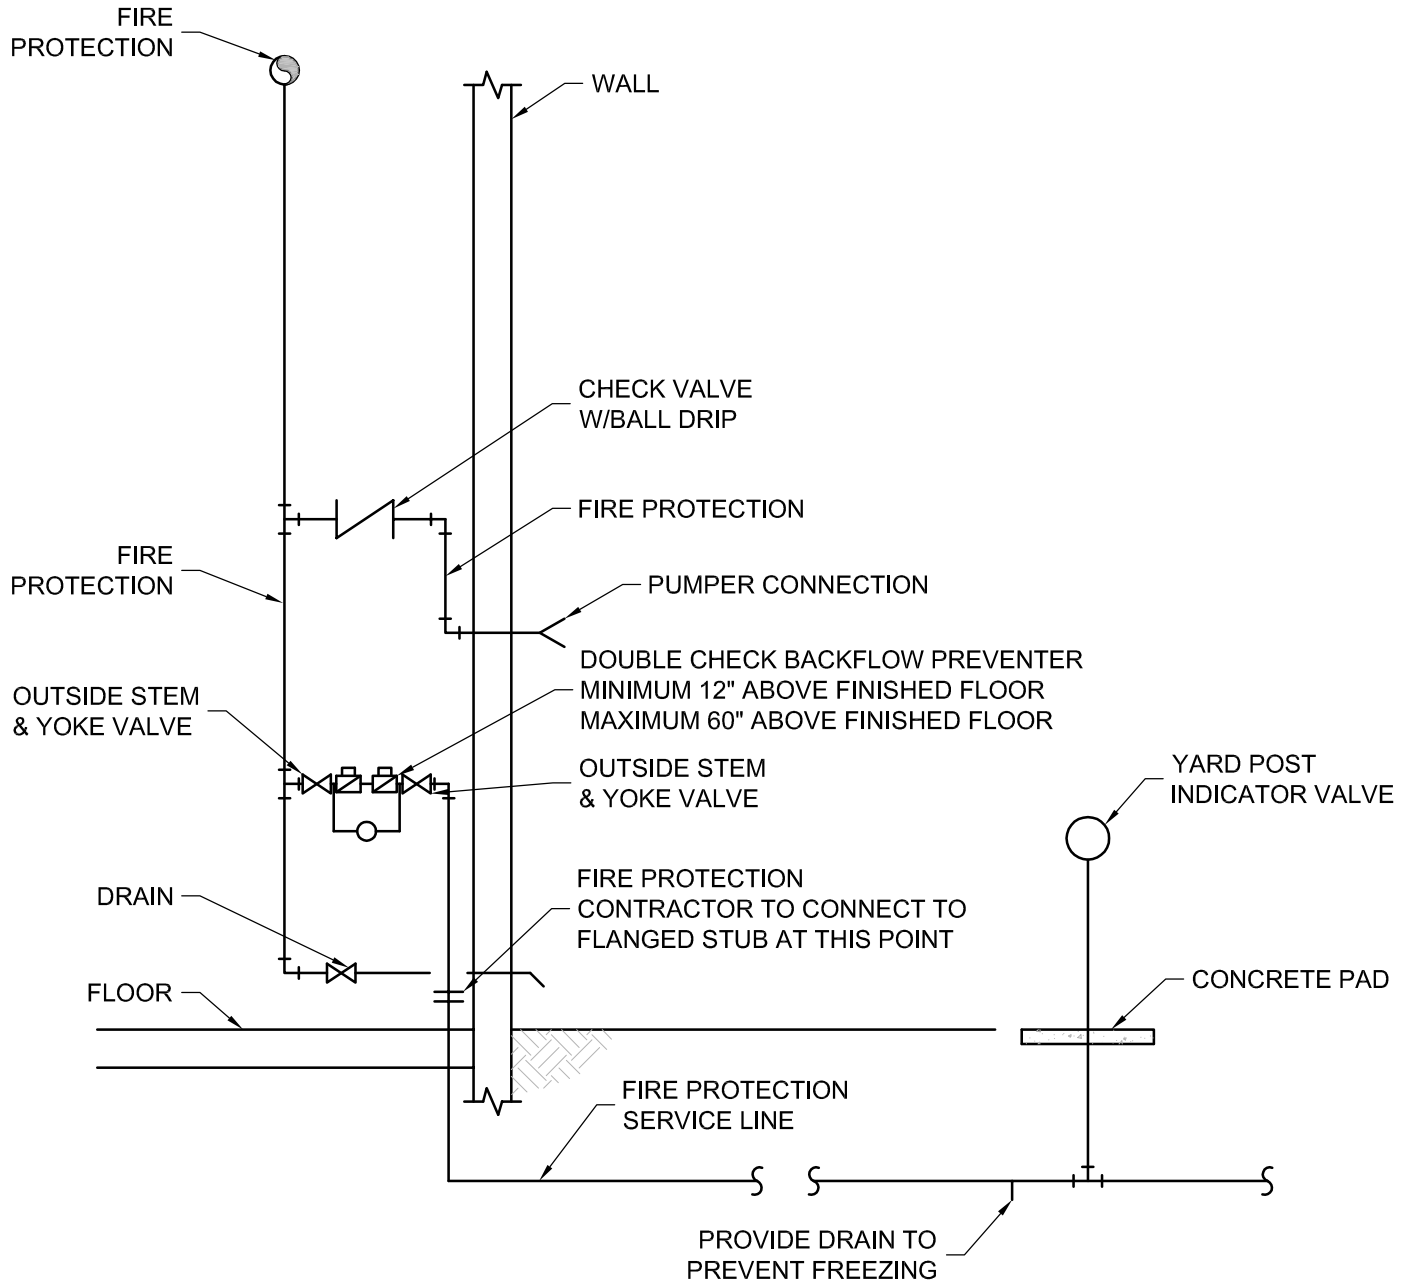 FIRE
PROTECTION
WALL
CHECK VALVE
W/BALL DRIP
FIRE PROTECTION
FIRE
PROTECTION
PUMPER CONNECTION
DOUBLE CHECK BACKFLOW PREVENTER
MINIMUM 12" ABOVE FINISHED FLOOR
MAXIMUM 60" ABOVE FINISHED FLOOR
OUTSIDE STEM
& YOKE VALVE
OUTSIDE STEM
& YOKE VALVE
YARD POST
INDICATOR VALVE
DRAIN
FIRE PROTECTION
CONTRACTOR TO CONNECT TO
FLANGED STUB AT THIS POINT
FLOOR
CONCRETE PAD
FIRE PROTECTION
SERVICE LINE
PROVIDE DRAIN TO
PREVENT FREEZING